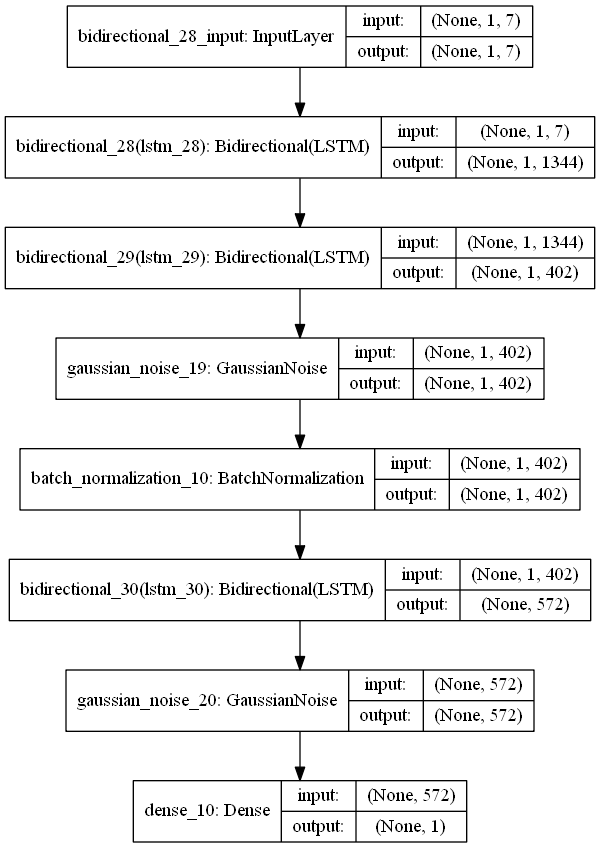 bidirectional_28_input: InputLayer
input: (None, 1, 7)
output: (None, 1, 7)
bidirectional_28(lstm_28): Bidirectional(LSTM)
input: (None, 1, 7)
output: (None, 1, 1344)
bidirectional_29(lstm_29): Bidirectional(LSTM)
input: (None, 1, 1344)
output: (None, 1, 402)
gaussian_noise_19: GaussianNoise
input: (None, 1, 402)
output: (None, 1, 402)
batch_normalization_10: BatchNormalization
input: (None, 1, 402)
output: (None, 1, 402)
bidirectional_30(lstm_30): Bidirectional(LSTM)
input: (None, 1, 402)
output: (None, 572)
gaussian_noise_20: GaussianNoise
input: (None, 572)
output: (None, 572)
dense_10: Dense
input: (None, 572)
output: (None, 1)